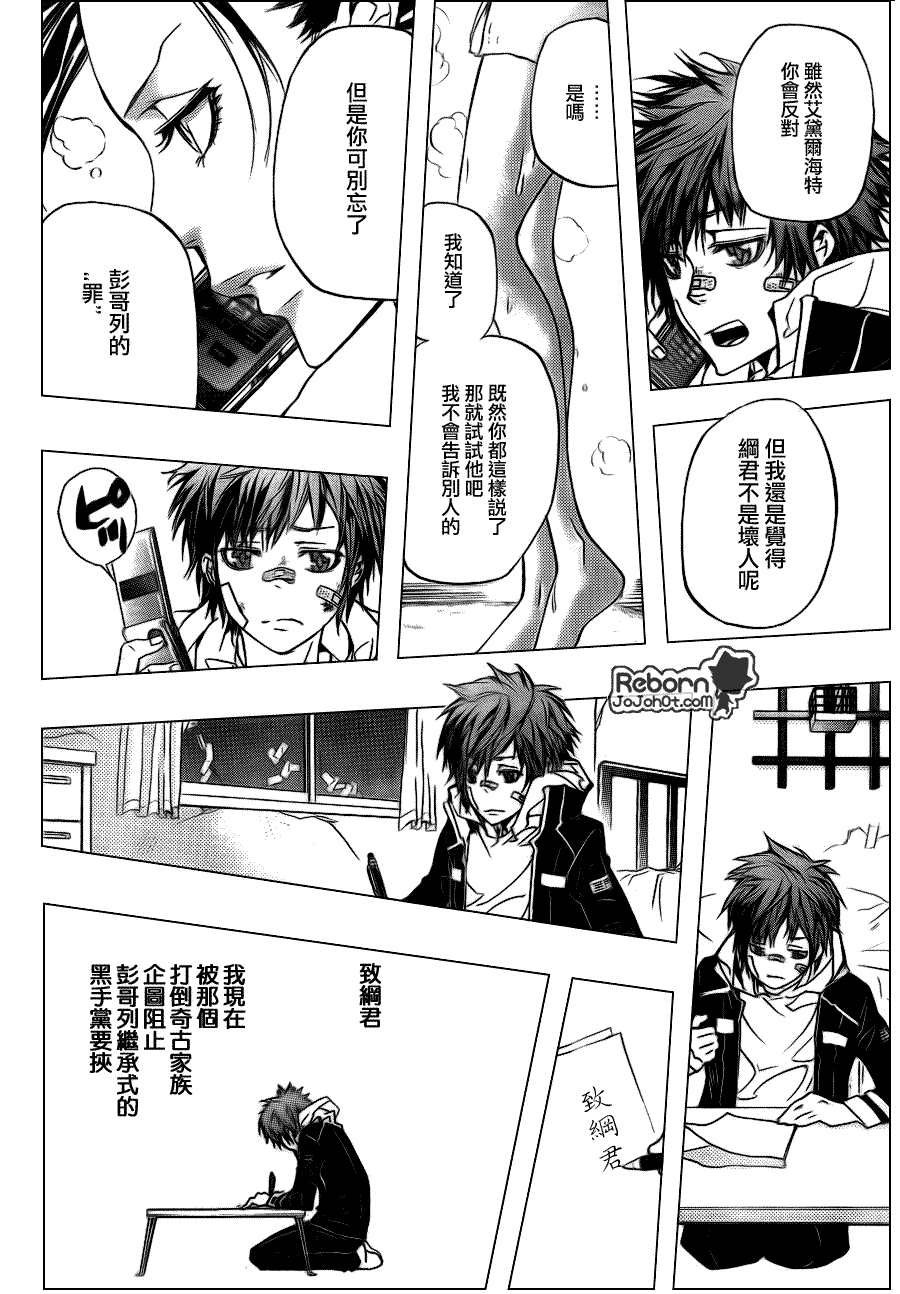 雖然艾黛爾海特
你會反對
但我還是覺得
綱君不是壞人呢
……
是嗎
我知道了
既然你都這樣說了
那就試試他吧
我不會告訴別人的
但是你可別忘了
彭哥列的
“罪”
ピッ
Reborn
JoJohOt.com
致綱君
致綱君
我現在
被那個
打倒奇古家族
企圖阻止
彭哥列繼承式的
黑手黨要挾